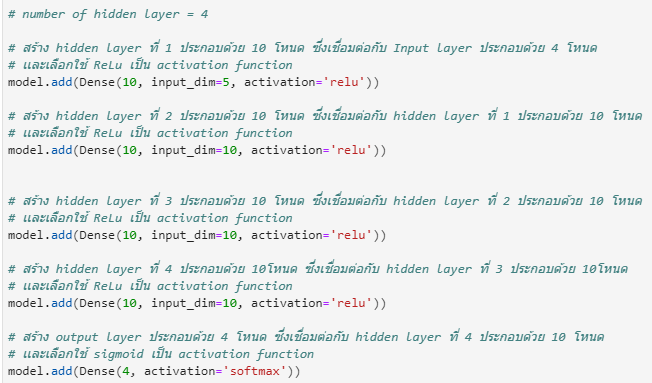 # number of hidden layer = 4
# สร้าง hidden layer ที่ 1 ประกอบด้วย 10 โหนด ซึ่งเชื่อมต่อกับ Input layer ประกอบด้วย 4 โหนด
# และเลือกใช้ ReLu เป็น activation function
model.add(Dense(10, input_dim=5, activation='relu'))
# สร้าง hidden layer ที่ 2 ประกอบด้วย 10 โหนด ซึ่งเชื่อมต่อกับ hidden layer ที่ 1 ประกอบด้วย 10 โหนด
# และเลือกใช้ ReLu เป็น activation function
model.add(Dense(10, input_dim=10, activation='relu'))
# สร้าง hidden layer ที่ 3 ประกอบด้วย 10 โหนด ซึ่งเชื่อมต่อกับ hidden layer ที่ 2 ประกอบด้วย 10 โหนด
# และเลือกใช้ ReLu เป็น activation function
model.add(Dense(10, input_dim=10, activation='relu'))
# สร้าง hidden layer ที่ 4 ประกอบด้วย 10โหนด ซึ่งเชื่อมต่อกับ hidden layer ที่ 3 ประกอบด้วย 10โหนด
# และเลือกใช้ ReLu เป็น activation function
model.add(Dense(10, input_dim=10, activation='relu'))
# สร้าง output layer ประกอบด้วย 4 โหนด ซึ่งเชื่อมต่อกับ hidden layer ที่ 4 ประกอบด้วย 10 โหนด
# และเลือกใช้ sigmoid เป็น activation function
model.add(Dense(4, activation='softmax'))